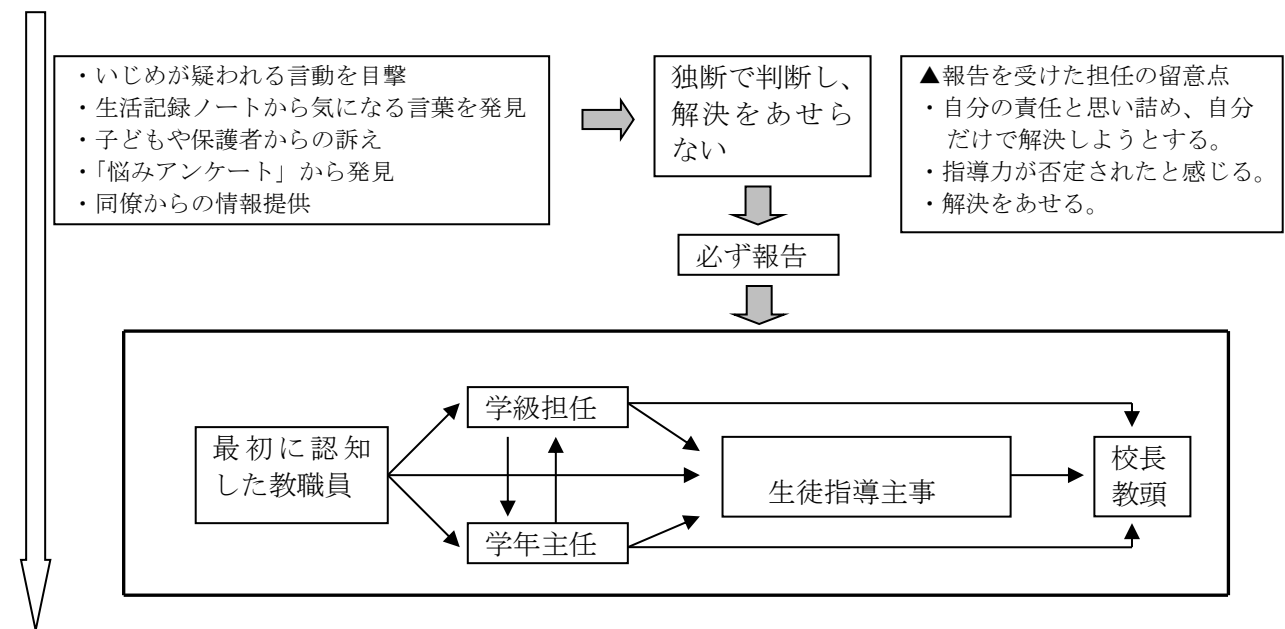 ・いじめが疑われる言動を目撃
・生活記録ノートから気になる言葉を発見
・子どもや保護者からの訴え
・「悩みアンケート」から発見
・同僚からの情報提供
独断で判断し、
解決をあせら
ない
▲報告を受けた担任の留意点
・自分の責任と思い詰め、自分
だけで解決しようとする。
・指導力が否定されたと感じる。
・解決をあせる。
必ず報告
学級担任
最初に認知
した教職員
生徒指導主事
校長
教頭
学年主任